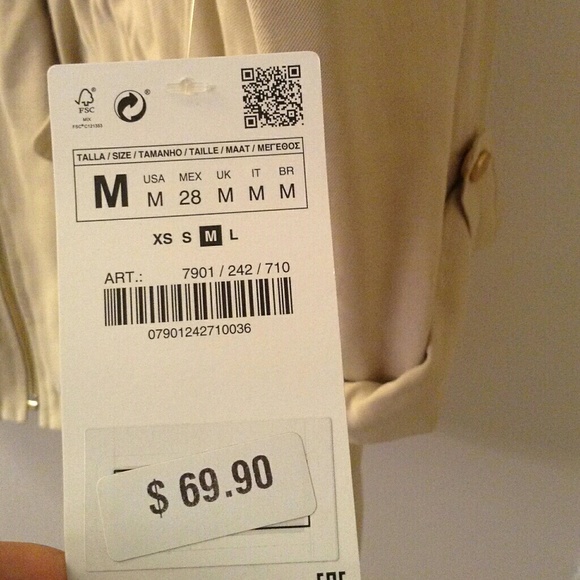 FSC®
MIX
TALLA / SIZE / TAMANHO / TAILLE / MAAT / ΜΕΓΕΘΟΣ
M
USA MEX UK IT BR
M 28 M M M
XS S M L
ART.: 7901 / 242 / 710
07901242710036
$ 69.90